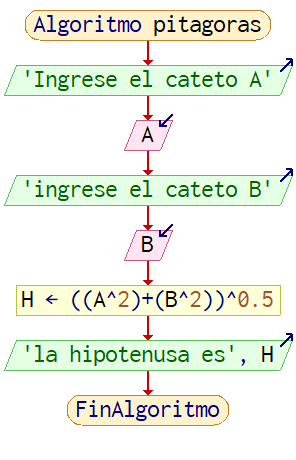 Algoritmo pitagoras
'Ingrese el cateto A'
A
'ingrese el cateto B'
B
H ← ((A^2)+(B^2))^0.5
'la hipotenusa es', H
FinAlgoritmo